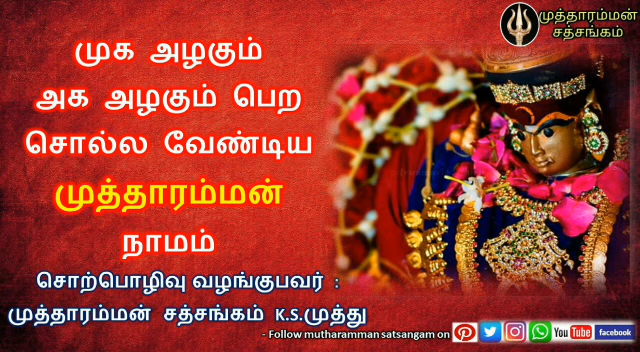 முத்தாரம்மன்
சத்சங்கம்
முக அழகும்
அக அழகும் பெற
சொல்ல வேண்டிய
முத்தாரம்மன்
நாமம்
சொற்பொழிவு வழங்குபவர் :
முத்தாரம்மன் சத்சங்கம் K.S.முத்து
- Follow mutharamman satsangam on
You Tube facebook